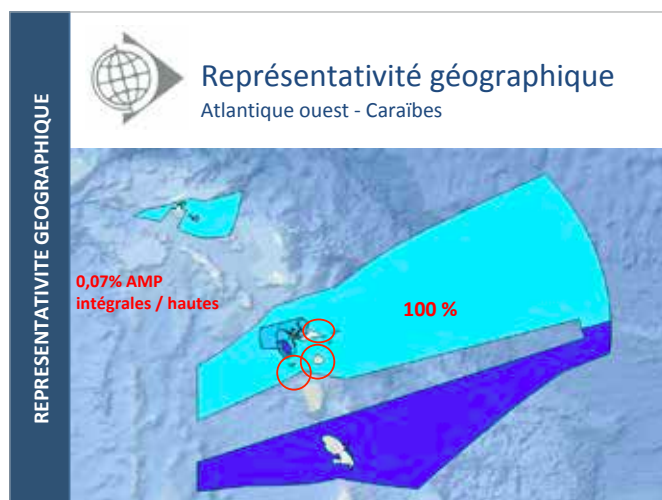 REPRESENTATIVITE GEOGRAPHIQUE
Représentativité géographique
Atlantique ouest - Caraïbes
0,07% AMP
intégrales / hautes
100 %